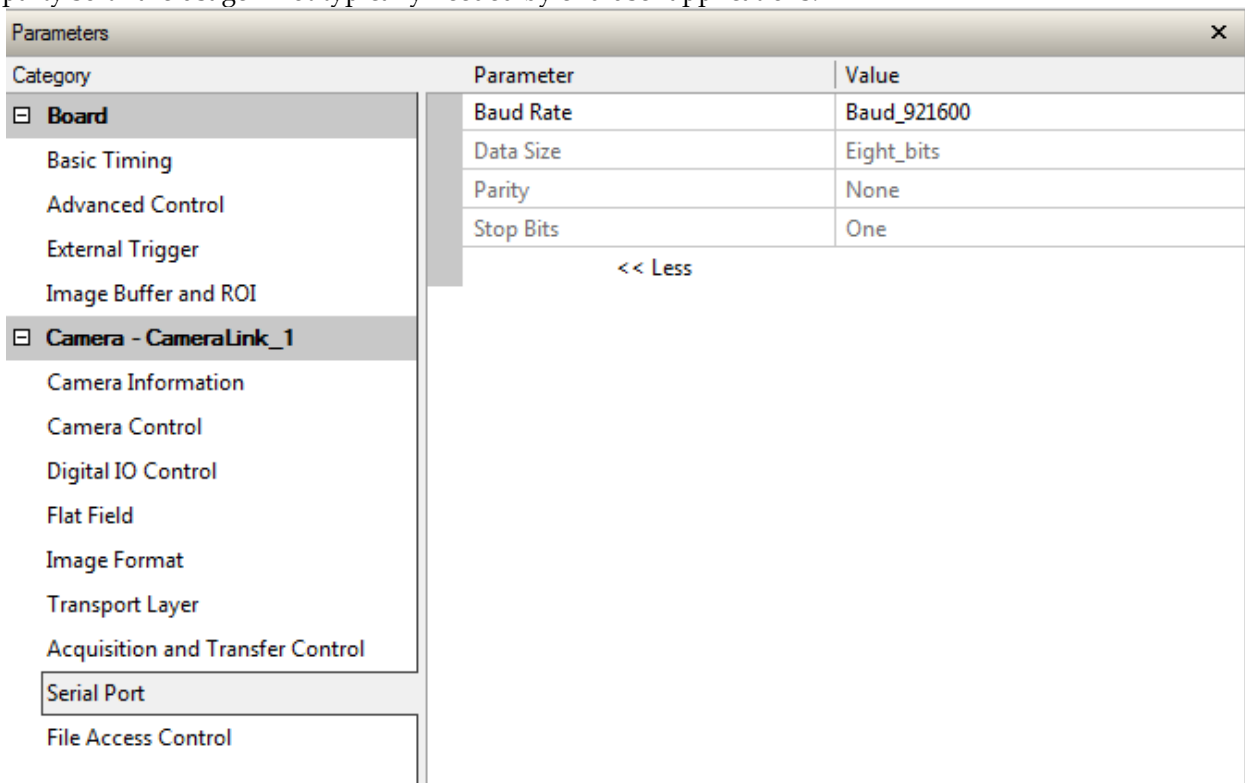 Parameters
Category Parameter Value
Board
Baud Rate Baud_921600
Basic Timing
Data Size Eight_bits
Advanced Control
Parity None
External Trigger
Stop Bits One
Image Buffer and ROI
<< Less
Camera - CameraLink_1
Camera Information
Camera Control
Digital IO Control
Flat Field
Image Format
Transport Layer
Acquisition and Transfer Control
Serial Port
File Access Control